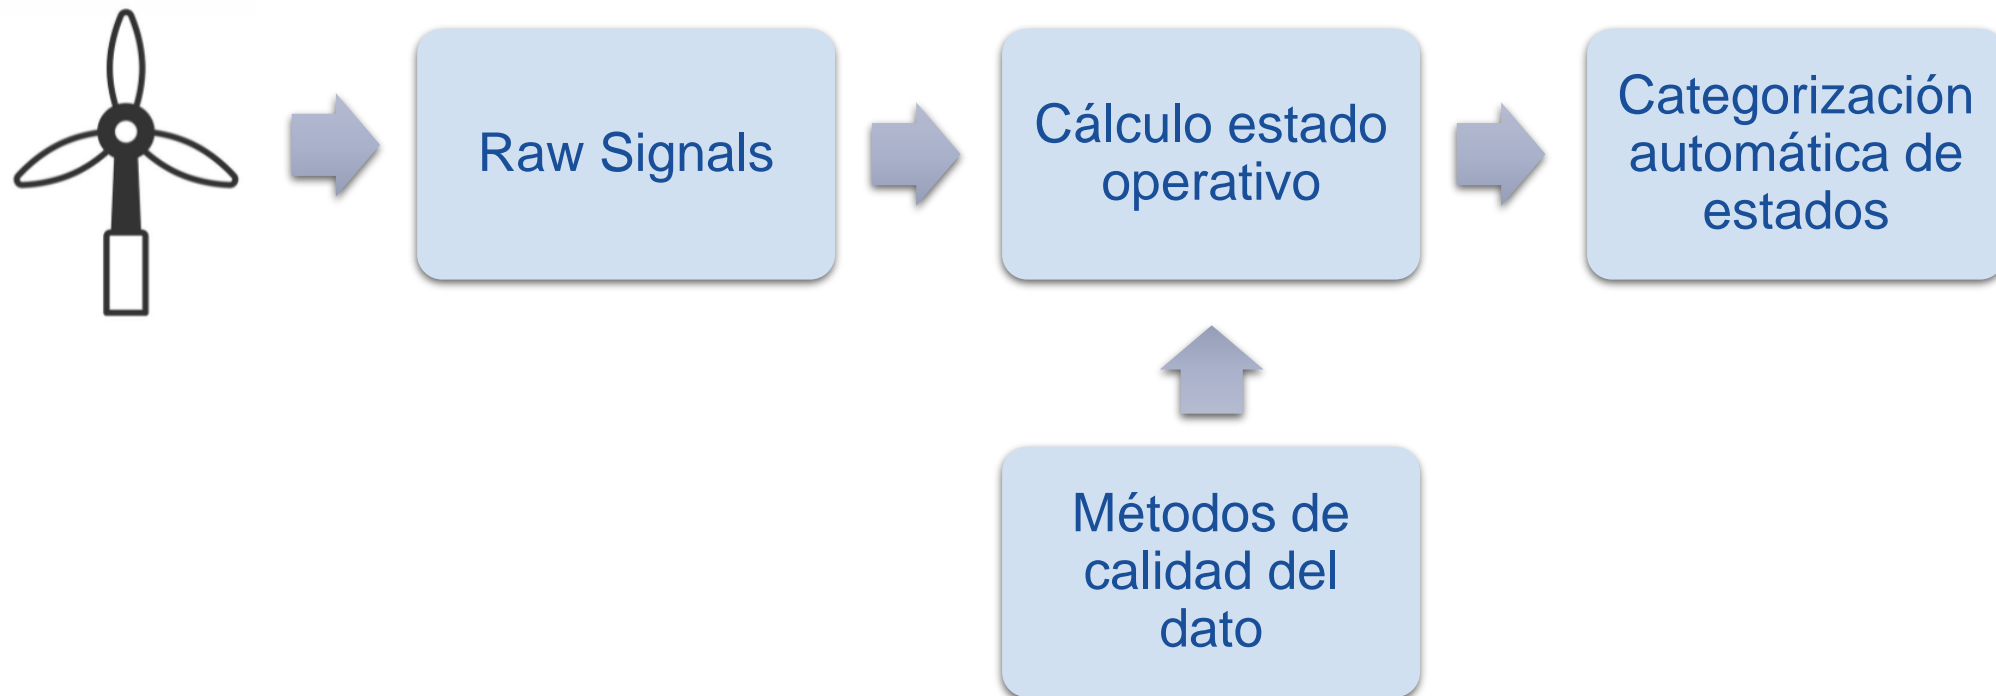 Raw Signals
Cálculo estado
operativo
Categorización
automática de
estados
Métodos de
calidad del
dato